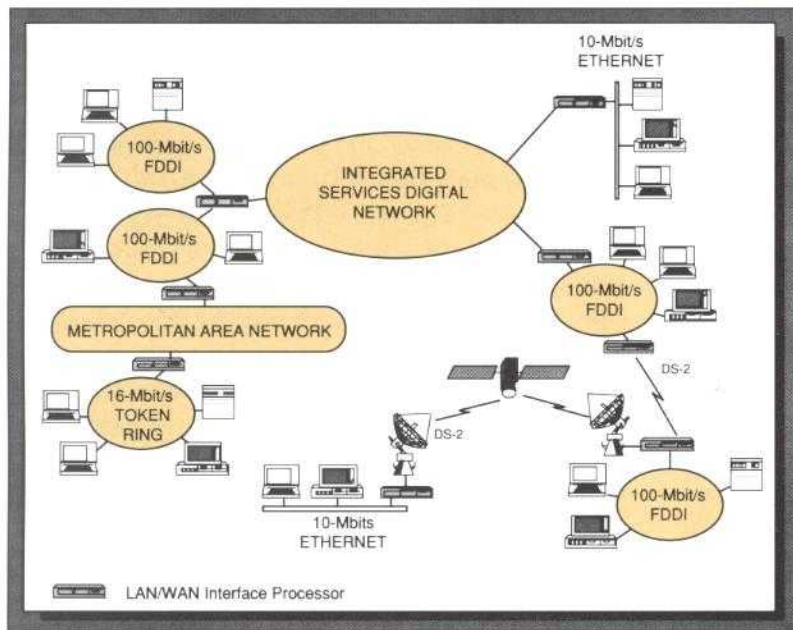 10-Mbit/s
ETHERNET
100-Mbit/s
FDDI
INTEGRATED
SERVICES DIGITAL
NETWORK
100-Mbit/s
FDDI
100-Mbit/s
FDDI
METROPOLITAN AREA NETWORK
DS-2
16-Mbit/s
TOKEN
RING
DS-2
100-Mbit/s
FDDI
10-Mbits
ETHERNET
LAN/WAN Interface Processor